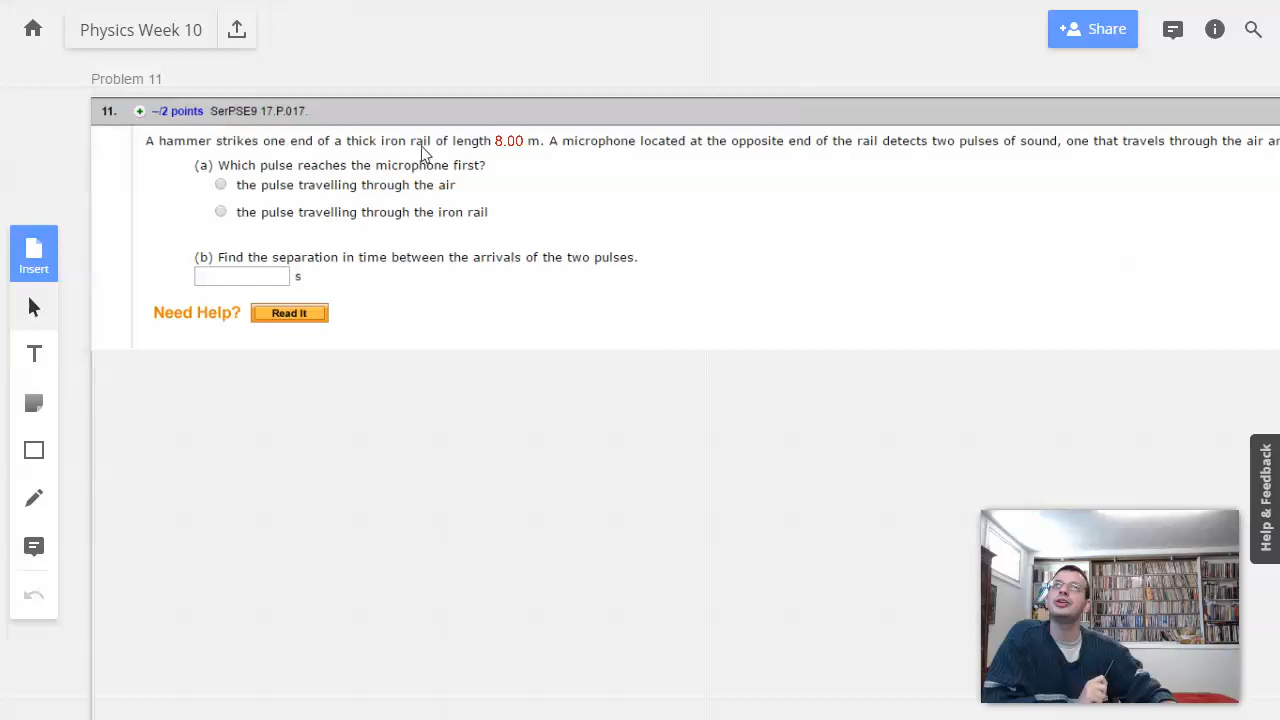 Physics Week 10
Share
Problem 11
11. –/2 points SerPSE9 17.P.017.
A hammer strikes one end of a thick iron rail of length 8.00 m. A microphone located at the opposite end of the rail detects two pulses of sound, one that travels through the air
(a) Which pulse reaches the microphone first?
the pulse travelling through the air
the pulse travelling through the iron rail
(b) Find the separation in time between the arrivals of the two pulses.
s
Need Help? Read It
Insert
T
Help & Feedback